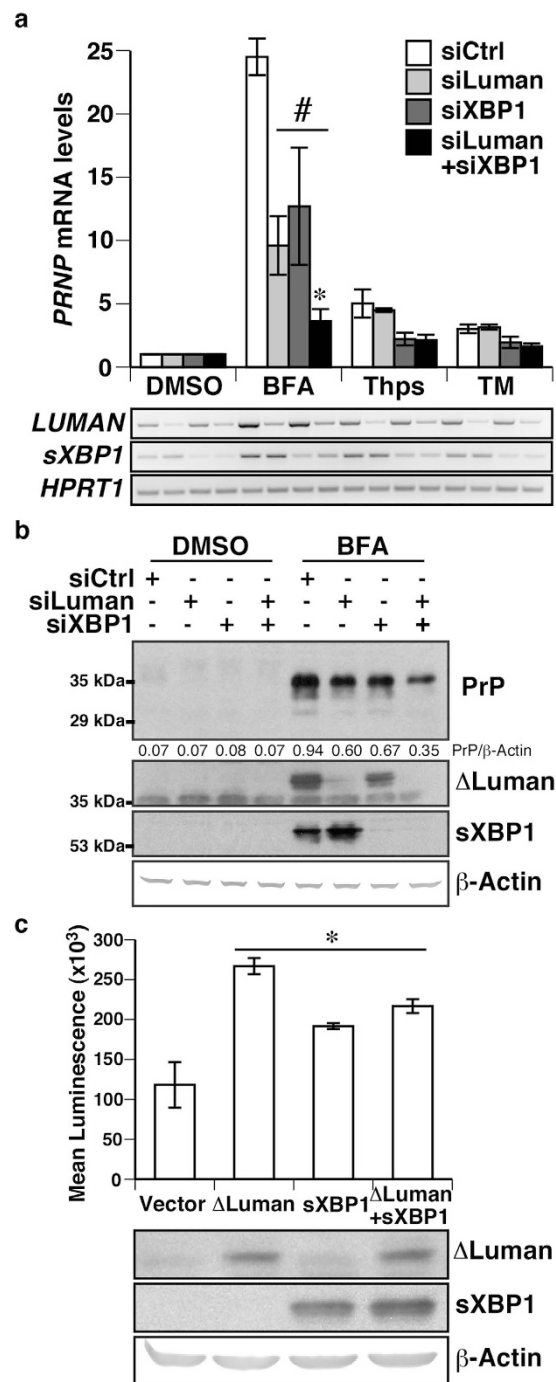 a
PRNP mRNA levels
25
20
15
10
5
1
0
#
*
siCtrl
siLuman
siXBP1
siLuman
+siXBP1
DMSO BFA Thps TM
LUMAN
sXBP1
HPRT1
b
DMSO BFA
siCtrl + - - - + - - -
siLuman - + - + - + - +
siXBP1 - - + + - - + +
35 kDa
29 kDa
PrP
0.07 0.07 0.08 0.07 0.94 0.60 0.67 0.35 PrP/β-Actin
35 kDa
ΔLuman
53 kDa
sXBP1
β-Actin
c
Mean Luminescence (x10³)
300
250
200
150
100
50
0
*
Vector ΔLuman sXBP1 ΔLuman
+sXBP1
ΔLuman
sXBP1
β-Actin